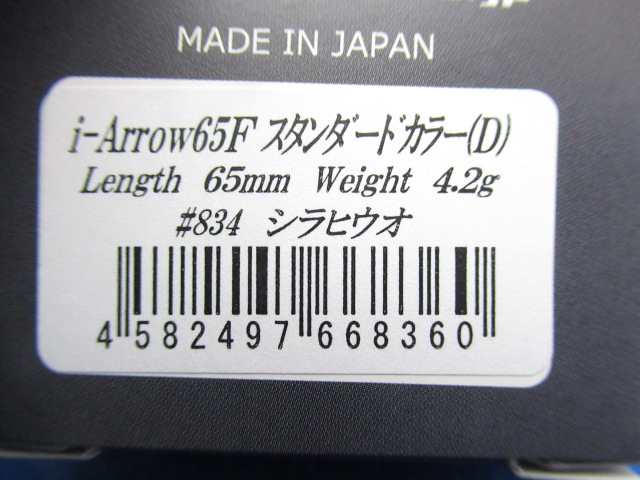 MADE IN JAPAN
i-Arrow65F スタンダードカラー(D)
Length 65mm Weight 4.2g
#834 シラヒウオ
4 582497 668360